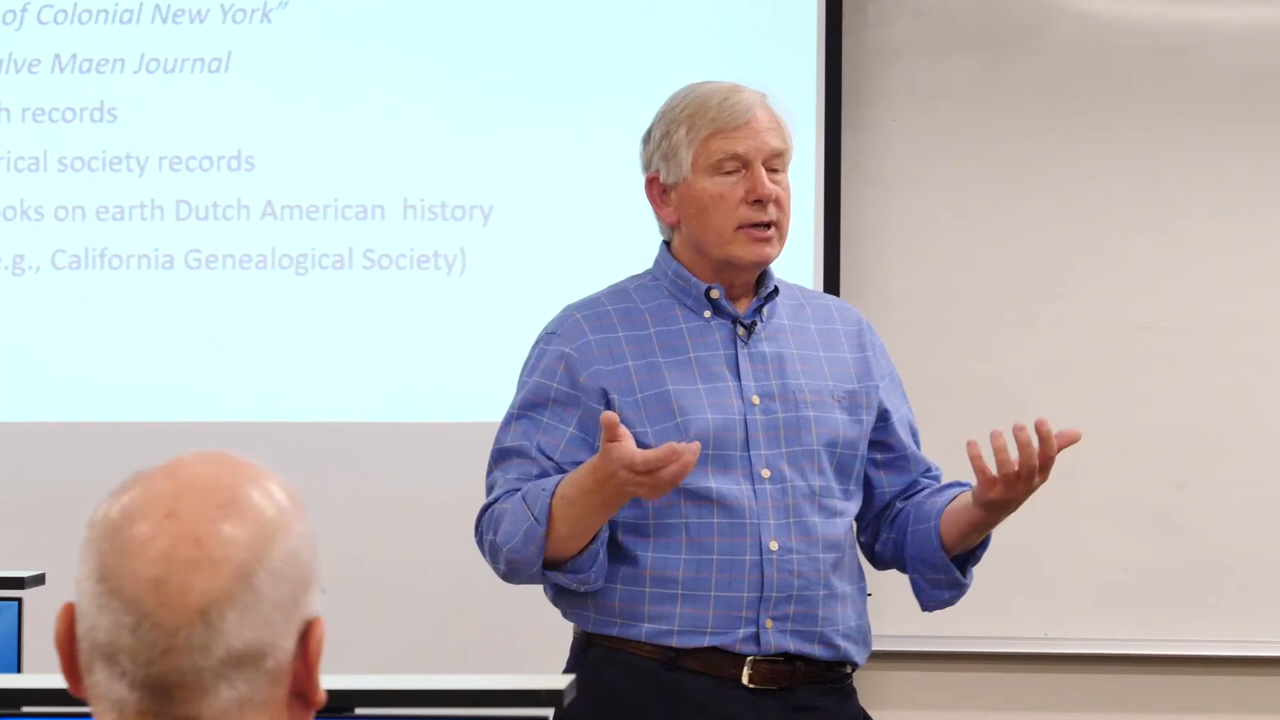 of Colonial New York”
alve Maen Journal
h records
rical society records
ooks on earth Dutch American history
e.g., California Genealogical Society)